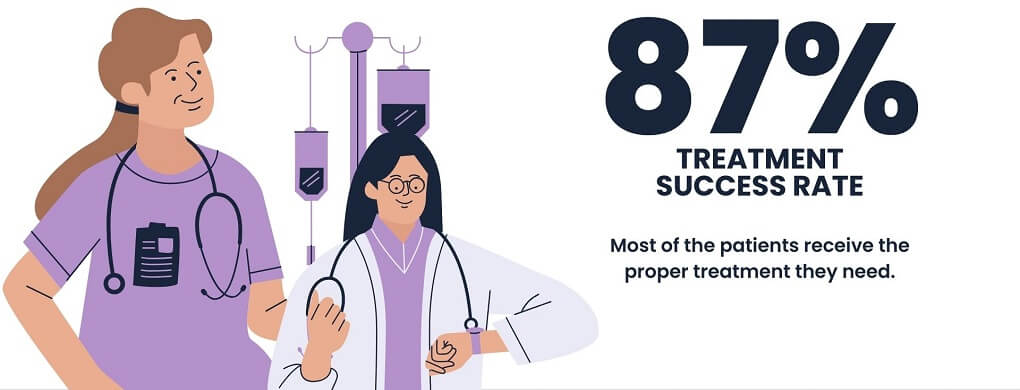 87%
TREATMENT
SUCCESS RATE
Most of the patients receive the
proper treatment they need.